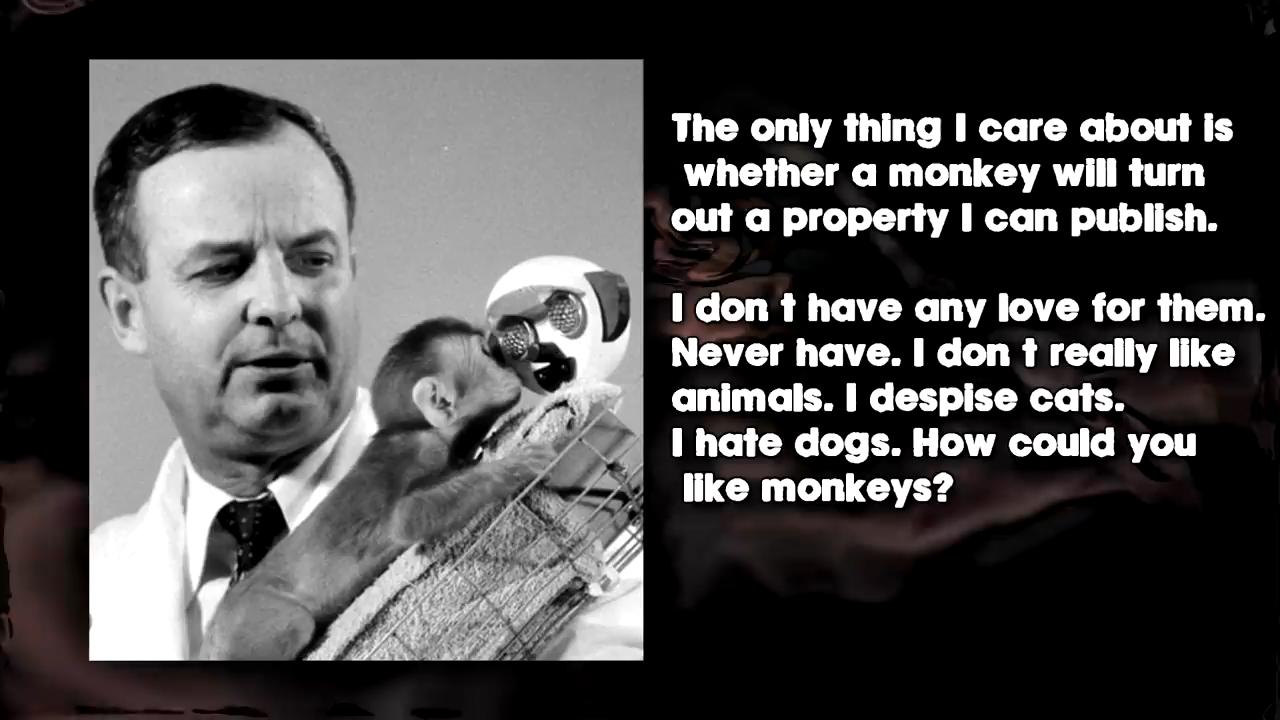 The only thing I care about is
whether a monkey will turn
out a property I can publish.
I don t have any love for them.
Never have. I don t really like
animals. I despise cats.
I hate dogs. How could you
like monkeys?